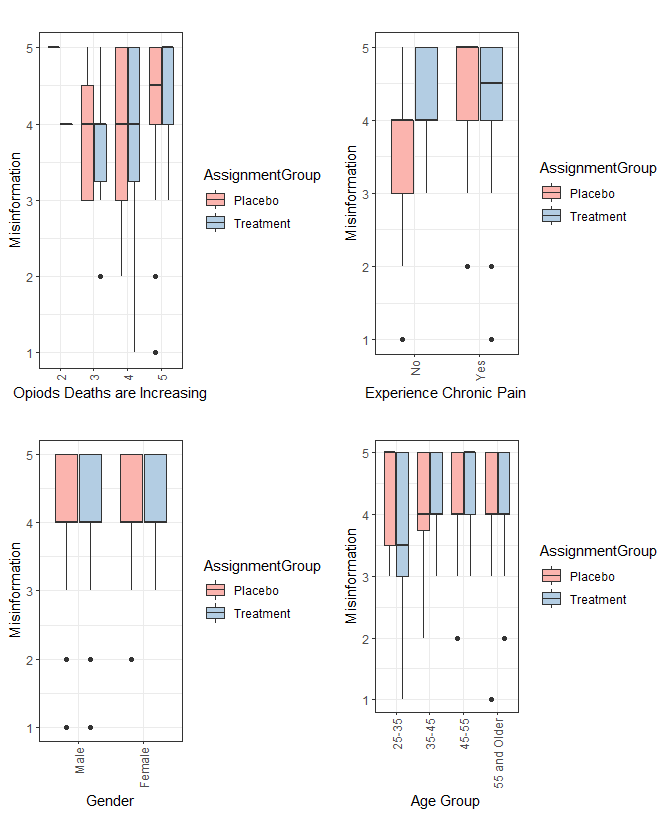 5
4
3
2
1
Misinformation
2
3
4
5
Opiods Deaths are Increasing
AssignmentGroup
Placebo
Treatment
5
4
3
2
1
Misinformation
No
Yes
Experience Chronic Pain
AssignmentGroup
Placebo
Treatment
5
4
3
2
1
Misinformation
Male
Female
Gender
AssignmentGroup
Placebo
Treatment
5
4
3
2
1
Misinformation
25-35
35-45
45-55
55 and Older
Age Group
AssignmentGroup
Placebo
Treatment